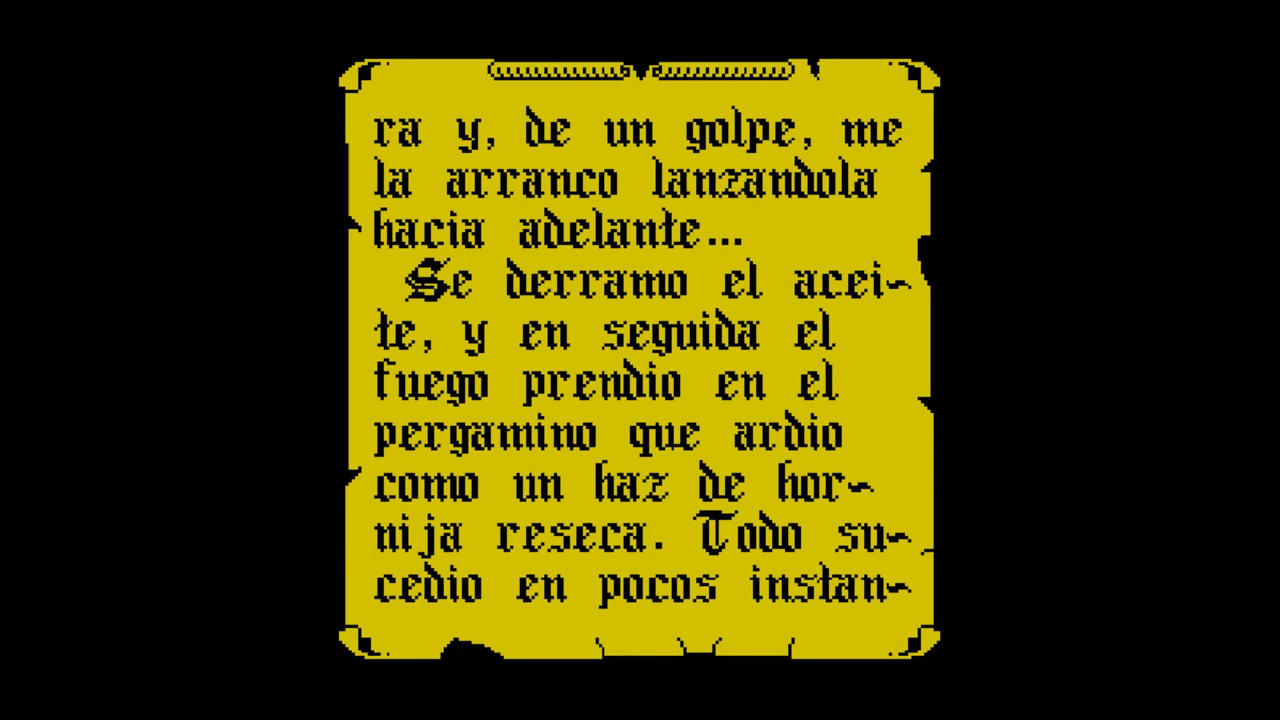 ra y, de un golpe, me
la arranco lanzandola
hacia adelante...
Se derramo el acei-
te, y en seguida el
fuego prendio en el
pergamino que ardio
como un haz de hor-
nija reseca. Todo su-
cedio en pocos instan-